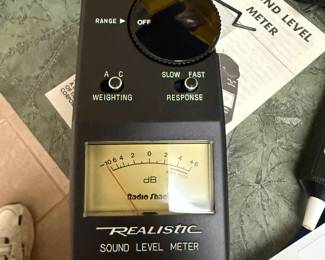 RANGE ▶ OFF
SOUND LEVEL
METER
A C
SLOW FAST
WEIGHTING
RESPONSE
-10 6 4 2 0 2 4 +6
dB
Radio Shack
REALISTIC
SOUND LEVEL METER